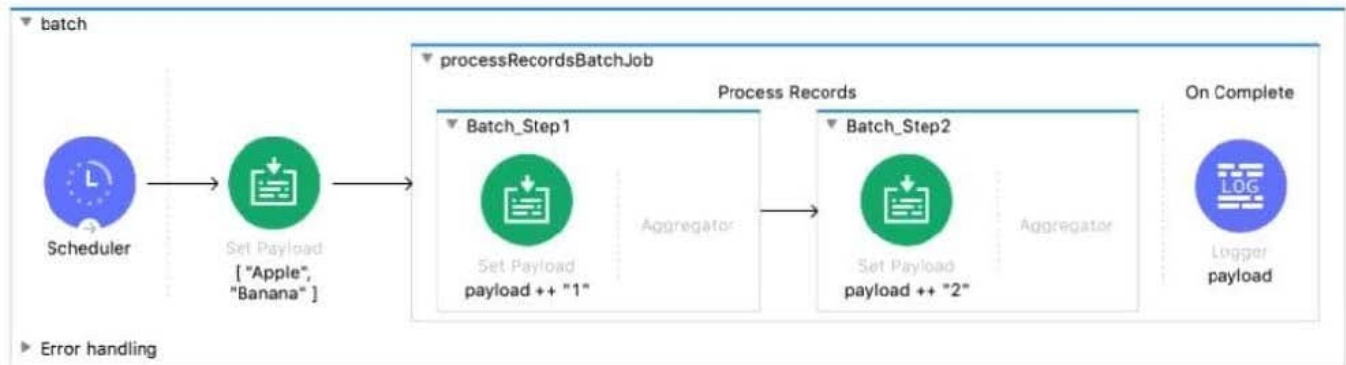 batch
processRecordsBatchJob
Process Records
On Complete
Batch_Step1
Batch_Step2
Scheduler
Set Payload
[ "Apple",
"Banana" ]
Set Payload
payload ++ "1"
Aggregator
Set Payload
payload ++ "2"
Aggregator
LOG
Logger
payload
Error handling